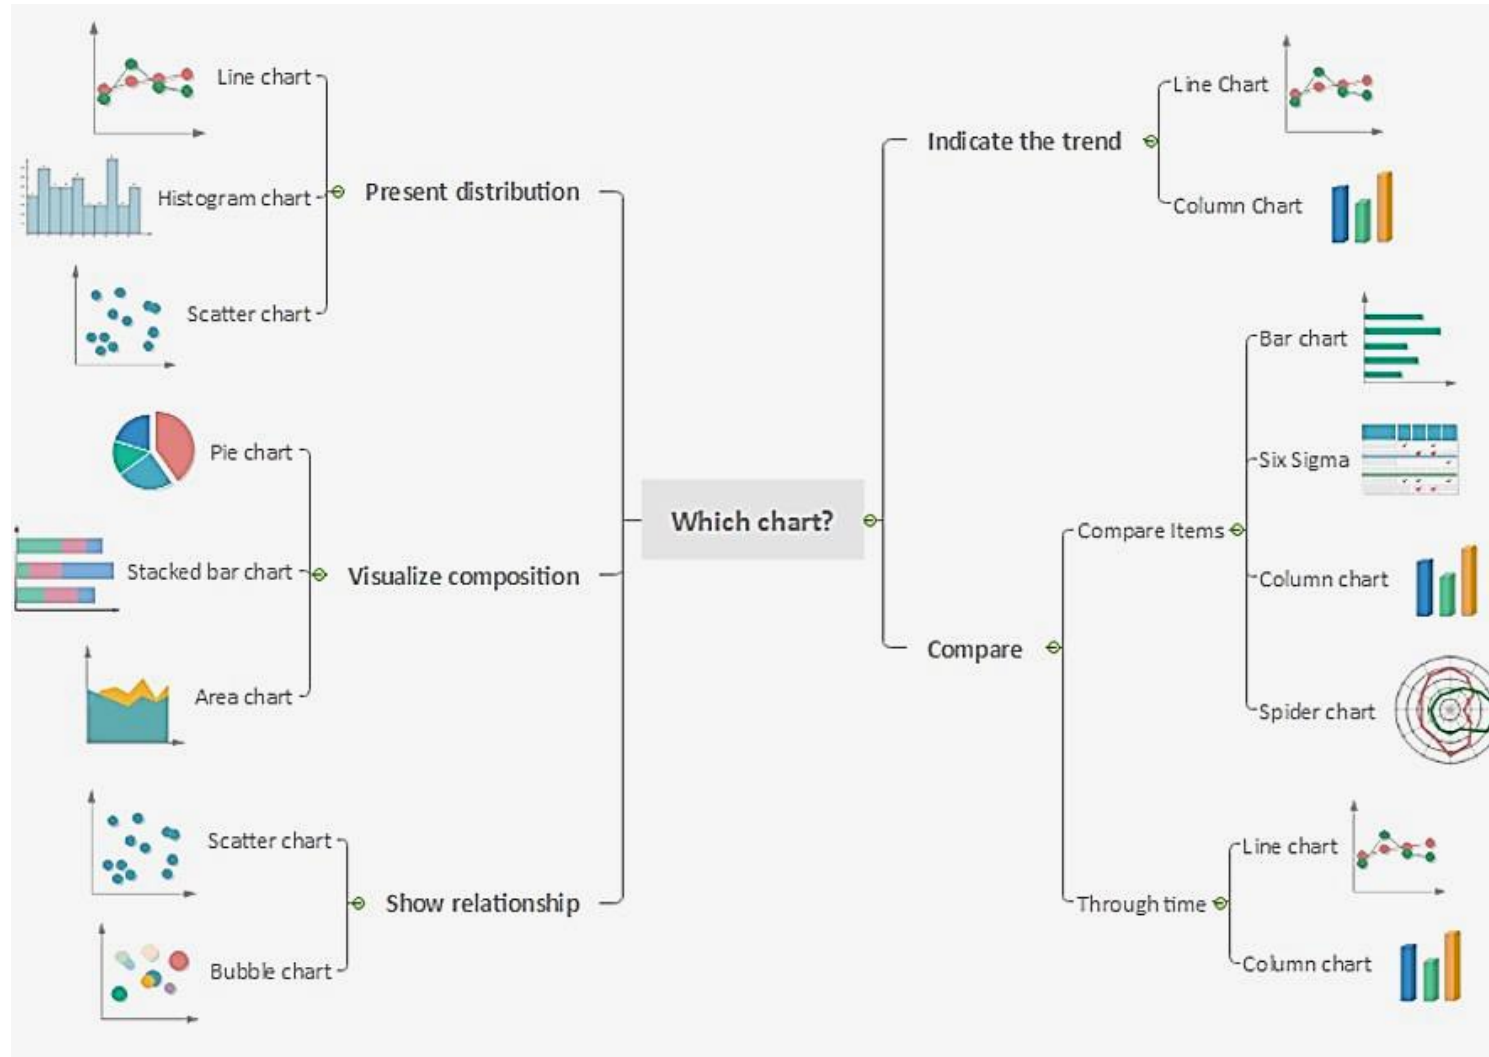 Which chart?
Present distribution
Line chart
Histogram chart
Scatter chart
Visualize composition
Pie chart
Stacked bar chart
Area chart
Show relationship
Scatter chart
Bubble chart
Indicate the trend
Line Chart
Column Chart
Compare
Compare Items
Bar chart
Six Sigma
Column chart
Spider chart
Through time
Line chart
Column chart